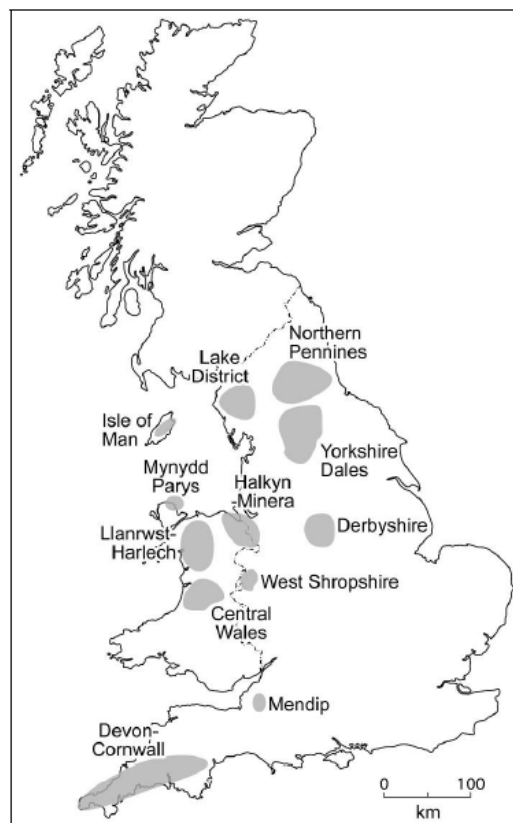 Northern
Pennines
Lake
District
Isle of
Man
Yorkshire
Dales
Mynydd
Parys
Halkyn
Minera
Llanrwst-
Harlech
Derbyshire
West Shropshire
Central
Wales
Mendip
Devon-
Cornwall
0 100
km